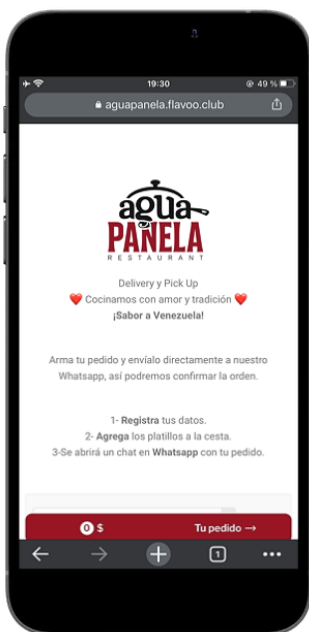 19:30
49 %
aguapanela.flavoo.club
agua
PANELA
RESTAURANT
Delivery y Pick Up
❤️ Cocinamos con amor y tradición ❤️
¡Sabor a Venezuela!
Arma tu pedido y envíalo directamente a nuestro
Whatsapp, así podremos confirmar la orden.
1- Registra tus datos.
2- Agrega los platillos a la cesta.
3-Se abrirá un chat en Whatsapp con tu pedido.
0 $ Tu pedido →
1